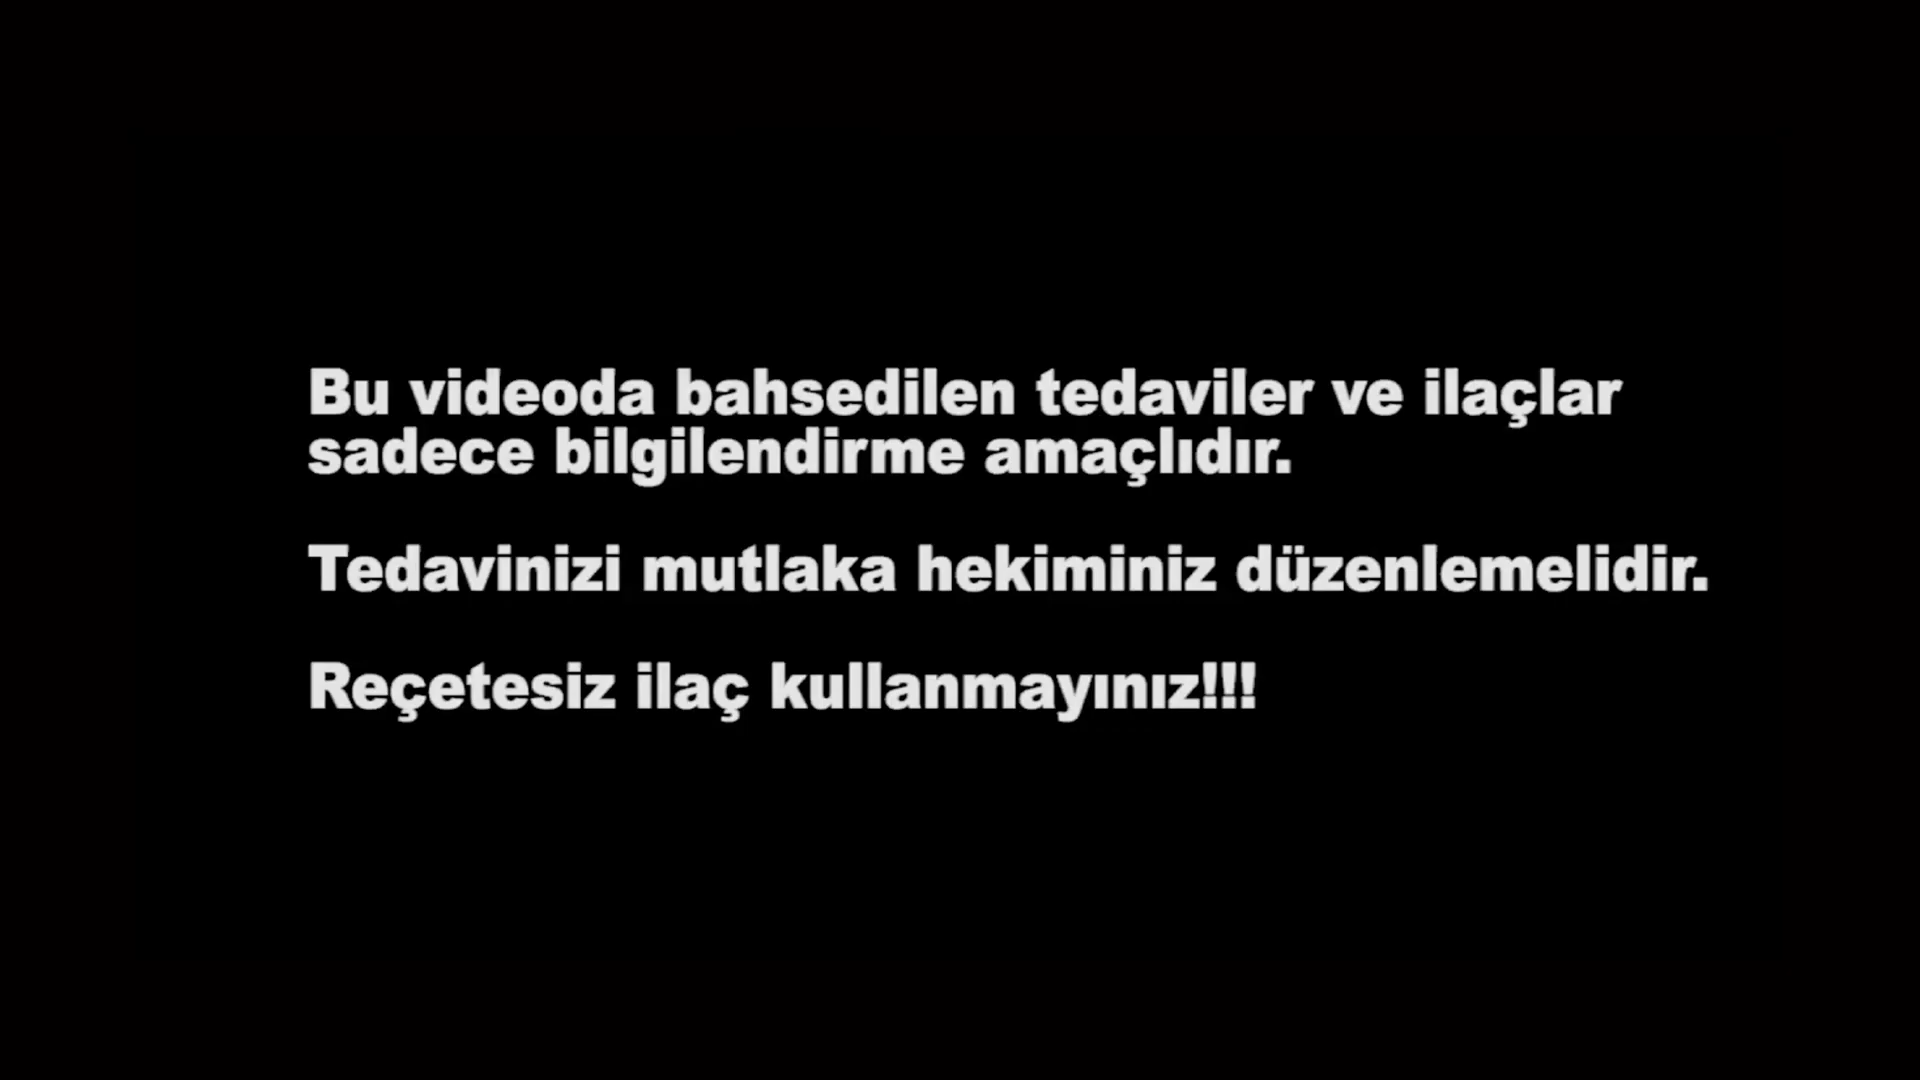 Bu videoda bahsedilen tedaviler ve ilaçlar
sadece bilgilendirme amaçlıdır.
Tedavinizi mutlaka hekiminiz düzenlemelidir.
Reçetesiz ilaç kullanmayınız!!!